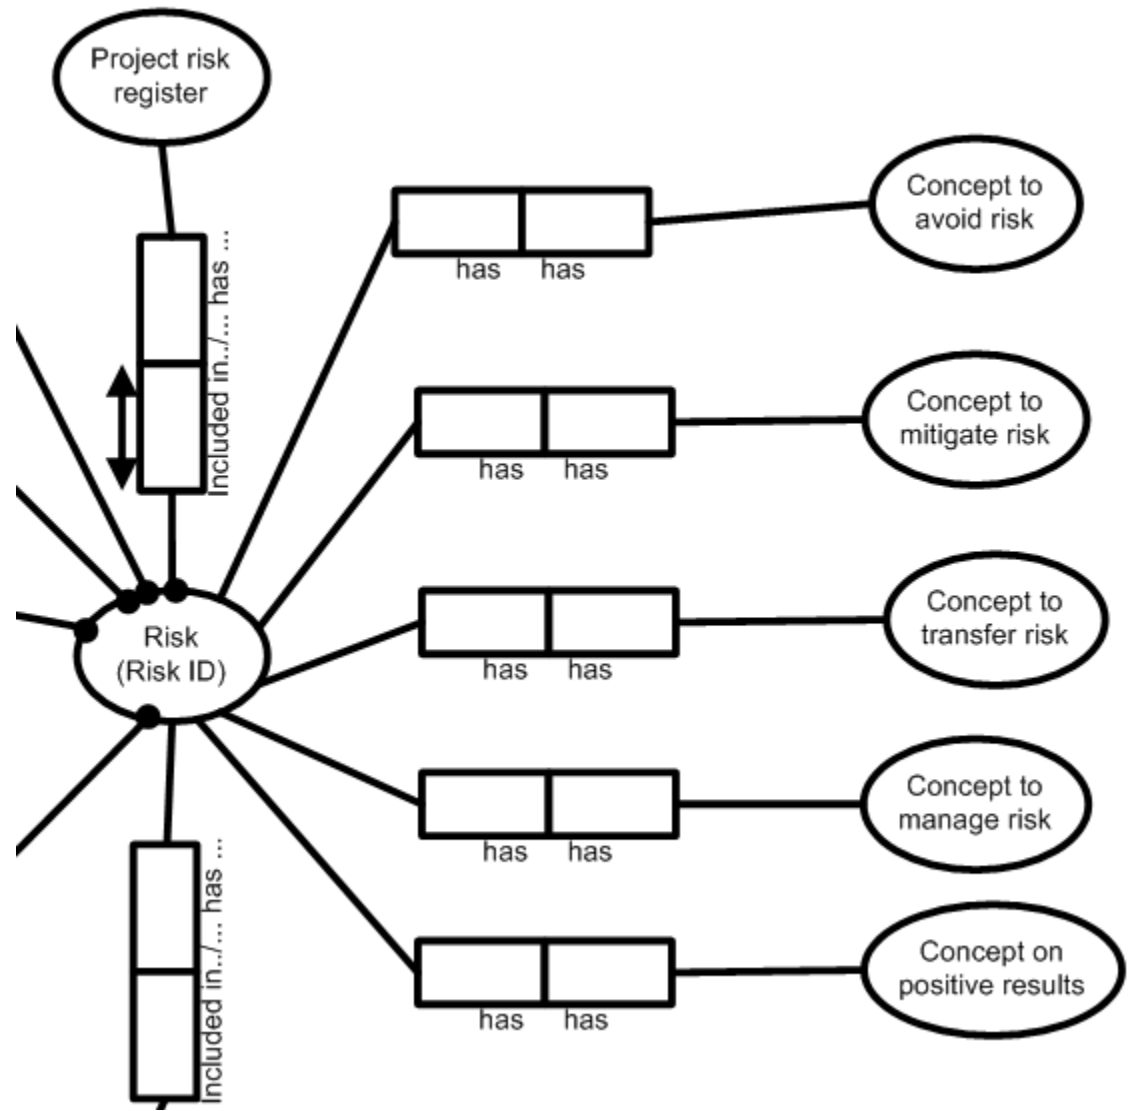 Project risk
register
Included in../... has ...
Concept to
avoid risk
has has
Concept to
mitigate risk
has has
Concept to
transfer risk
has has
Risk
(Risk ID)
Concept to
manage risk
has has
Included in../... has ...
Concept on
positive results
has has